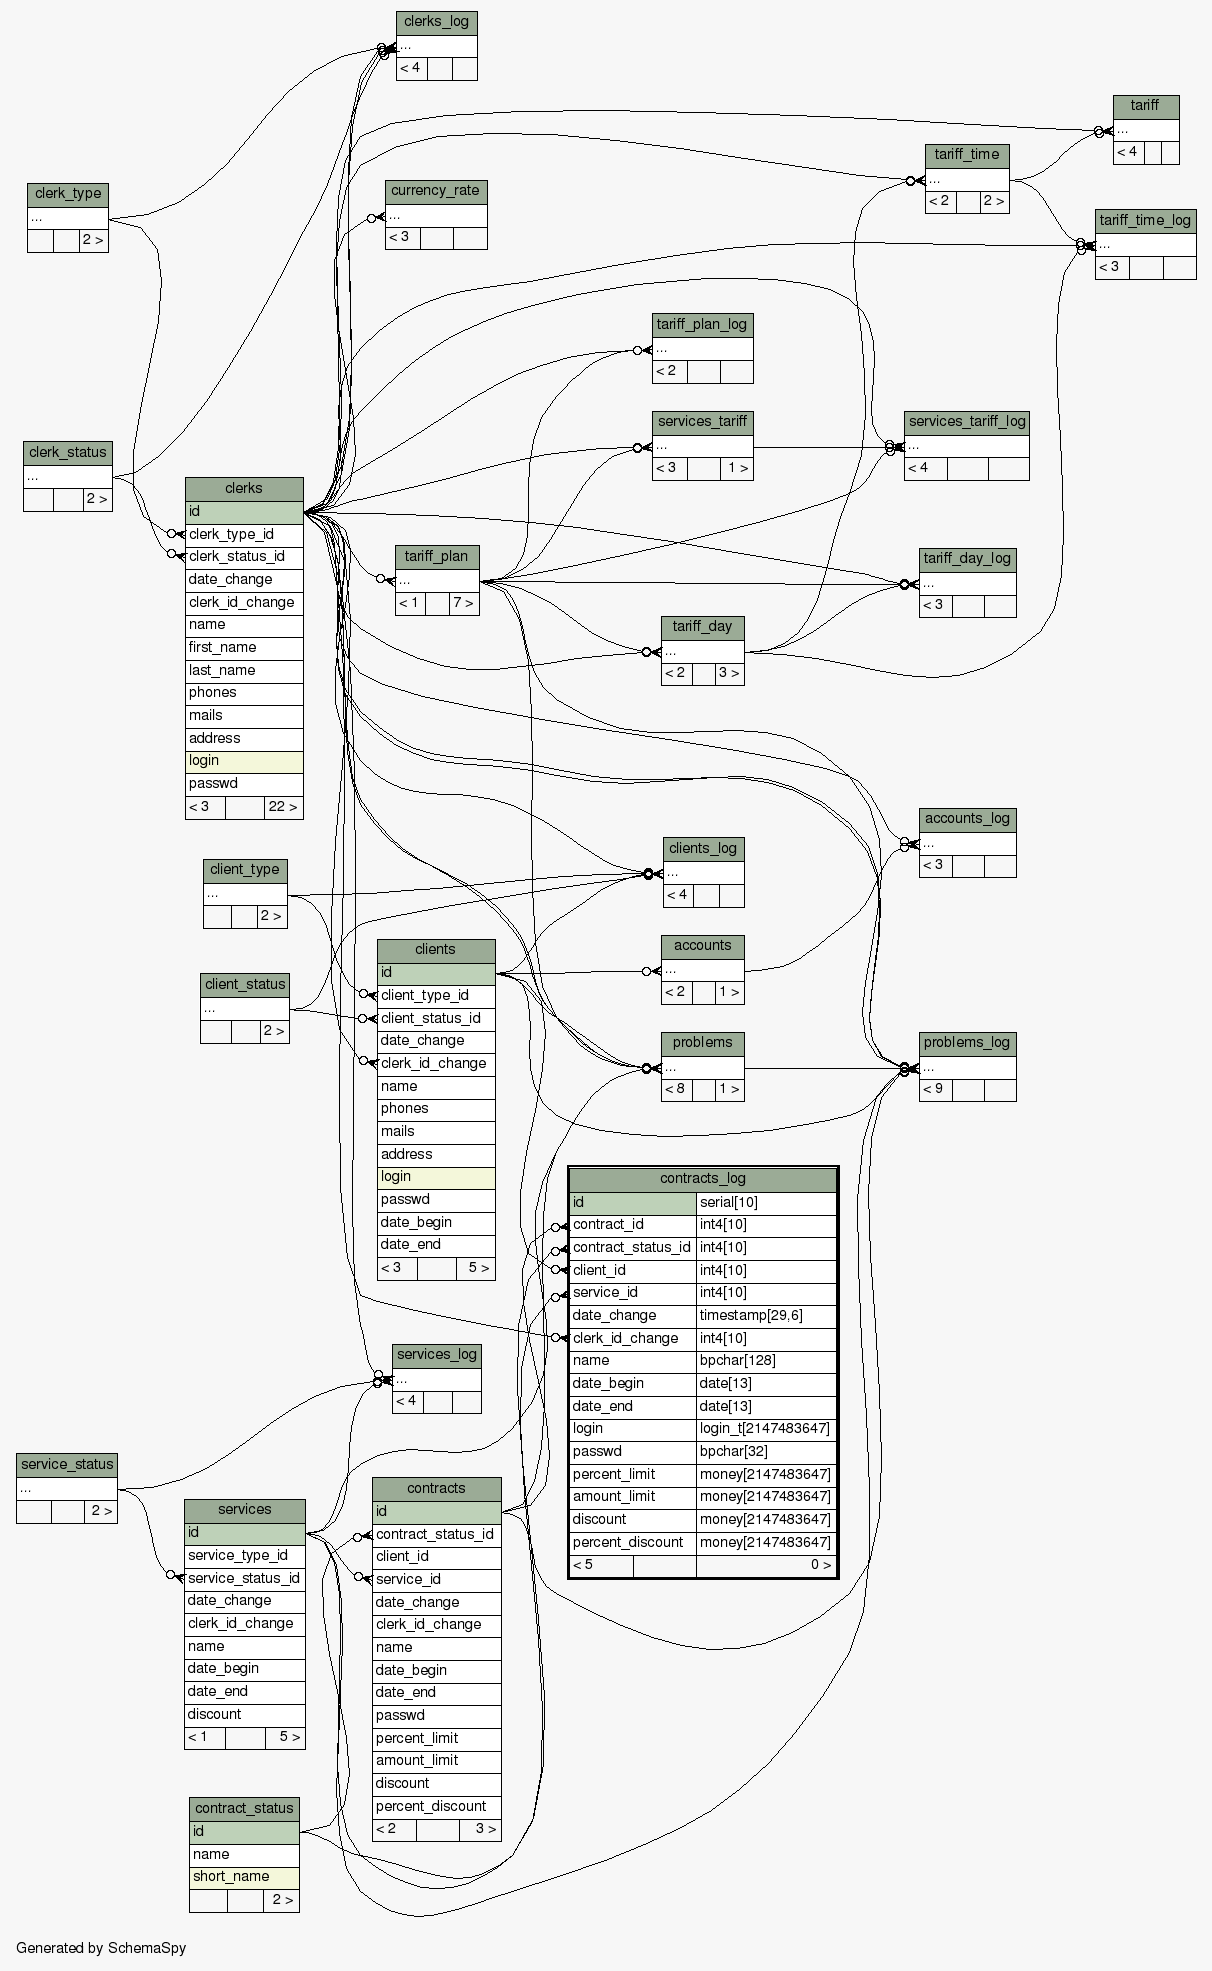 clerks_log
...
< 4
tariff
...
< 4
tariff_time
...
< 2 2 >
clerk_type
...
2 >
currency_rate
...
< 3
tariff_time_log
...
< 3
tariff_plan_log
...
< 2
services_tariff
...
< 3 1 >
services_tariff_log
...
< 4
clerk_status
...
2 >
clerks
id
clerk_type_id
clerk_status_id
date_change
clerk_id_change
name
first_name
last_name
phones
mails
address
login
passwd
< 3 22 >
tariff_plan
...
< 1 7 >
tariff_day_log
...
< 3
tariff_day
...
< 2 3 >
accounts_log
...
< 3
clients_log
...
< 4
client_type
...
2 >
accounts
...
< 2 1 >
clients
id
client_type_id
client_status_id
date_change
clerk_id_change
name
phones
mails
address
login
passwd
date_begin
date_end
< 3 5 >
client_status
...
2 >
problems
...
< 8 1 >
problems_log
...
< 9
contracts_log
id serial[10]
contract_id int4[10]
contract_status_id int4[10]
client_id int4[10]
service_id int4[10]
date_change timestamp[29,6]
clerk_id_change int4[10]
name bpchar[128]
date_begin date[13]
date_end date[13]
login login_t[2147483647]
passwd bpchar[32]
percent_limit money[2147483647]
amount_limit money[2147483647]
discount money[2147483647]
percent_discount money[2147483647]
< 5 0 >
services_log
...
< 4
service_status
...
2 >
services
id
service_type_id
service_status_id
date_change
clerk_id_change
name
date_begin
date_end
discount
< 1 5 >
contracts
id
contract_status_id
client_id
service_id
date_change
clerk_id_change
name
date_begin
date_end
passwd
percent_limit
amount_limit
discount
percent_discount
< 2 3 >
contract_status
id
name
short_name
2 >
Generated by SchemaSpy